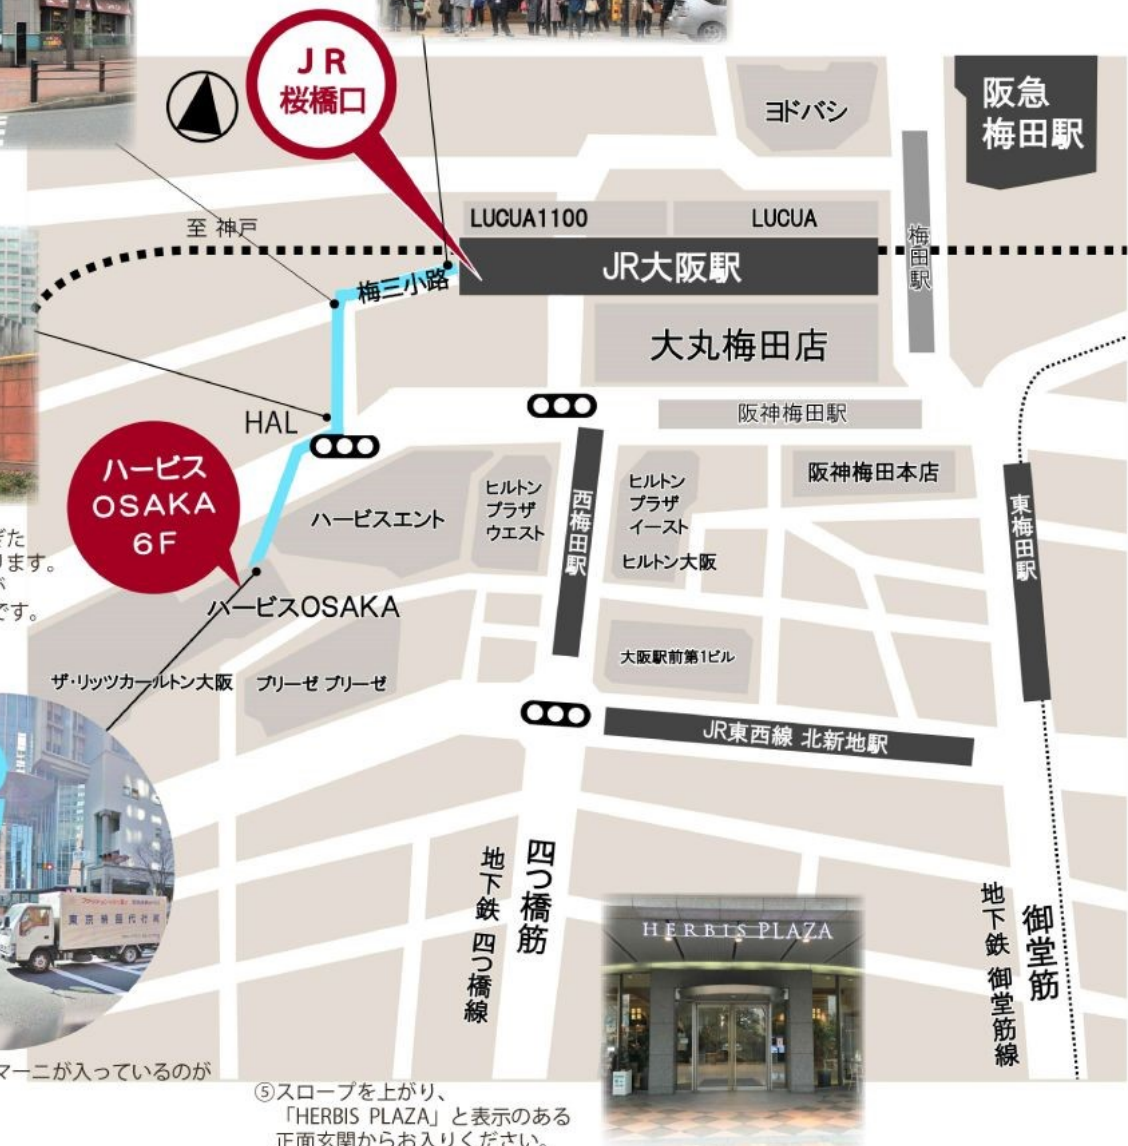 JR
桜橋口
ヨドバシ
阪急
梅田駅
LUCUA1100
LUCUA
至 神戸
梅田駅
JR大阪駅
梅三小路
大丸梅田店
阪神梅田駅
HAL
ハービス
OSAKA
6F
ヒルトン
プラザ
ウエスト
西梅田駅
ヒルトン
プラザ
イースト
ヒルトン大阪
阪神梅田本店
東梅田駅
ハービスエント
ります。
です。
ハービスOSAKA
大阪駅前第1ビル
ザ・リッツカールトン大阪
ブリーゼ ブリーゼ
JR東西線 北新地駅
四つ橋筋
地下鉄 四つ橋線
御堂筋
地下鉄 御堂筋線
HERBIS PLAZA
マーニが入っているのが
⑤スロープを上がり、
「HERBIS PLAZA」と表示のある
正面玄関からお入りください。